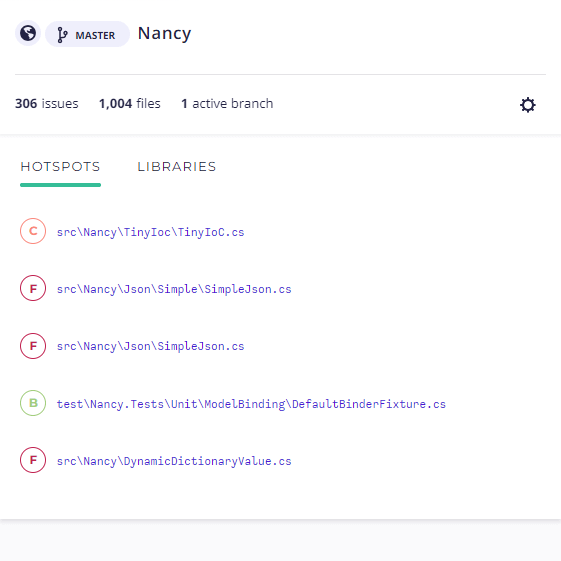 MASTER Nancy
306 issues 1,004 files 1 active branch
HOTSPOTS LIBRARIES
C src\Nancy\TinyIoc\TinyIoC.cs
F src\Nancy\Json\Simple\SimpleJson.cs
F src\Nancy\Json\SimpleJson.cs
B test\Nancy.Tests\Unit\ModelBinding\DefaultBinderFixture.cs
F src\Nancy\DynamicDictionaryValue.cs